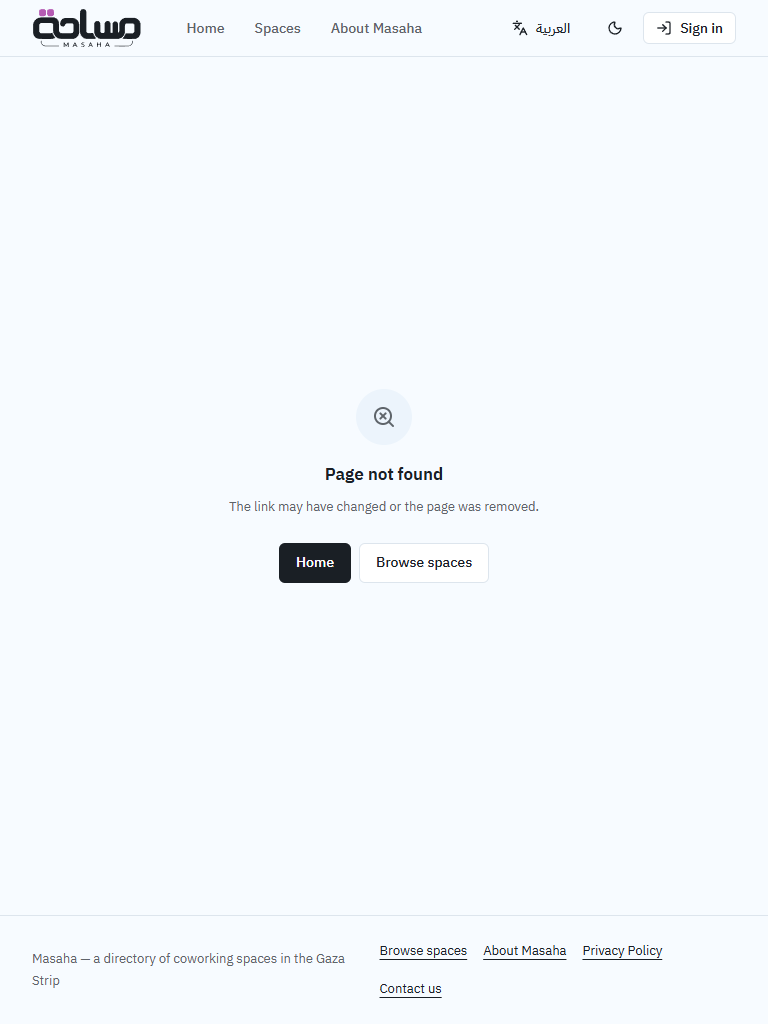 مساحة
MASAHA
Home Spaces About Masaha العربية Sign in
Page not found
The link may have changed or the page was removed.
Home Browse spaces
Masaha — a directory of coworking spaces in the Gaza
Strip
Browse spaces About Masaha Privacy Policy
Contact us